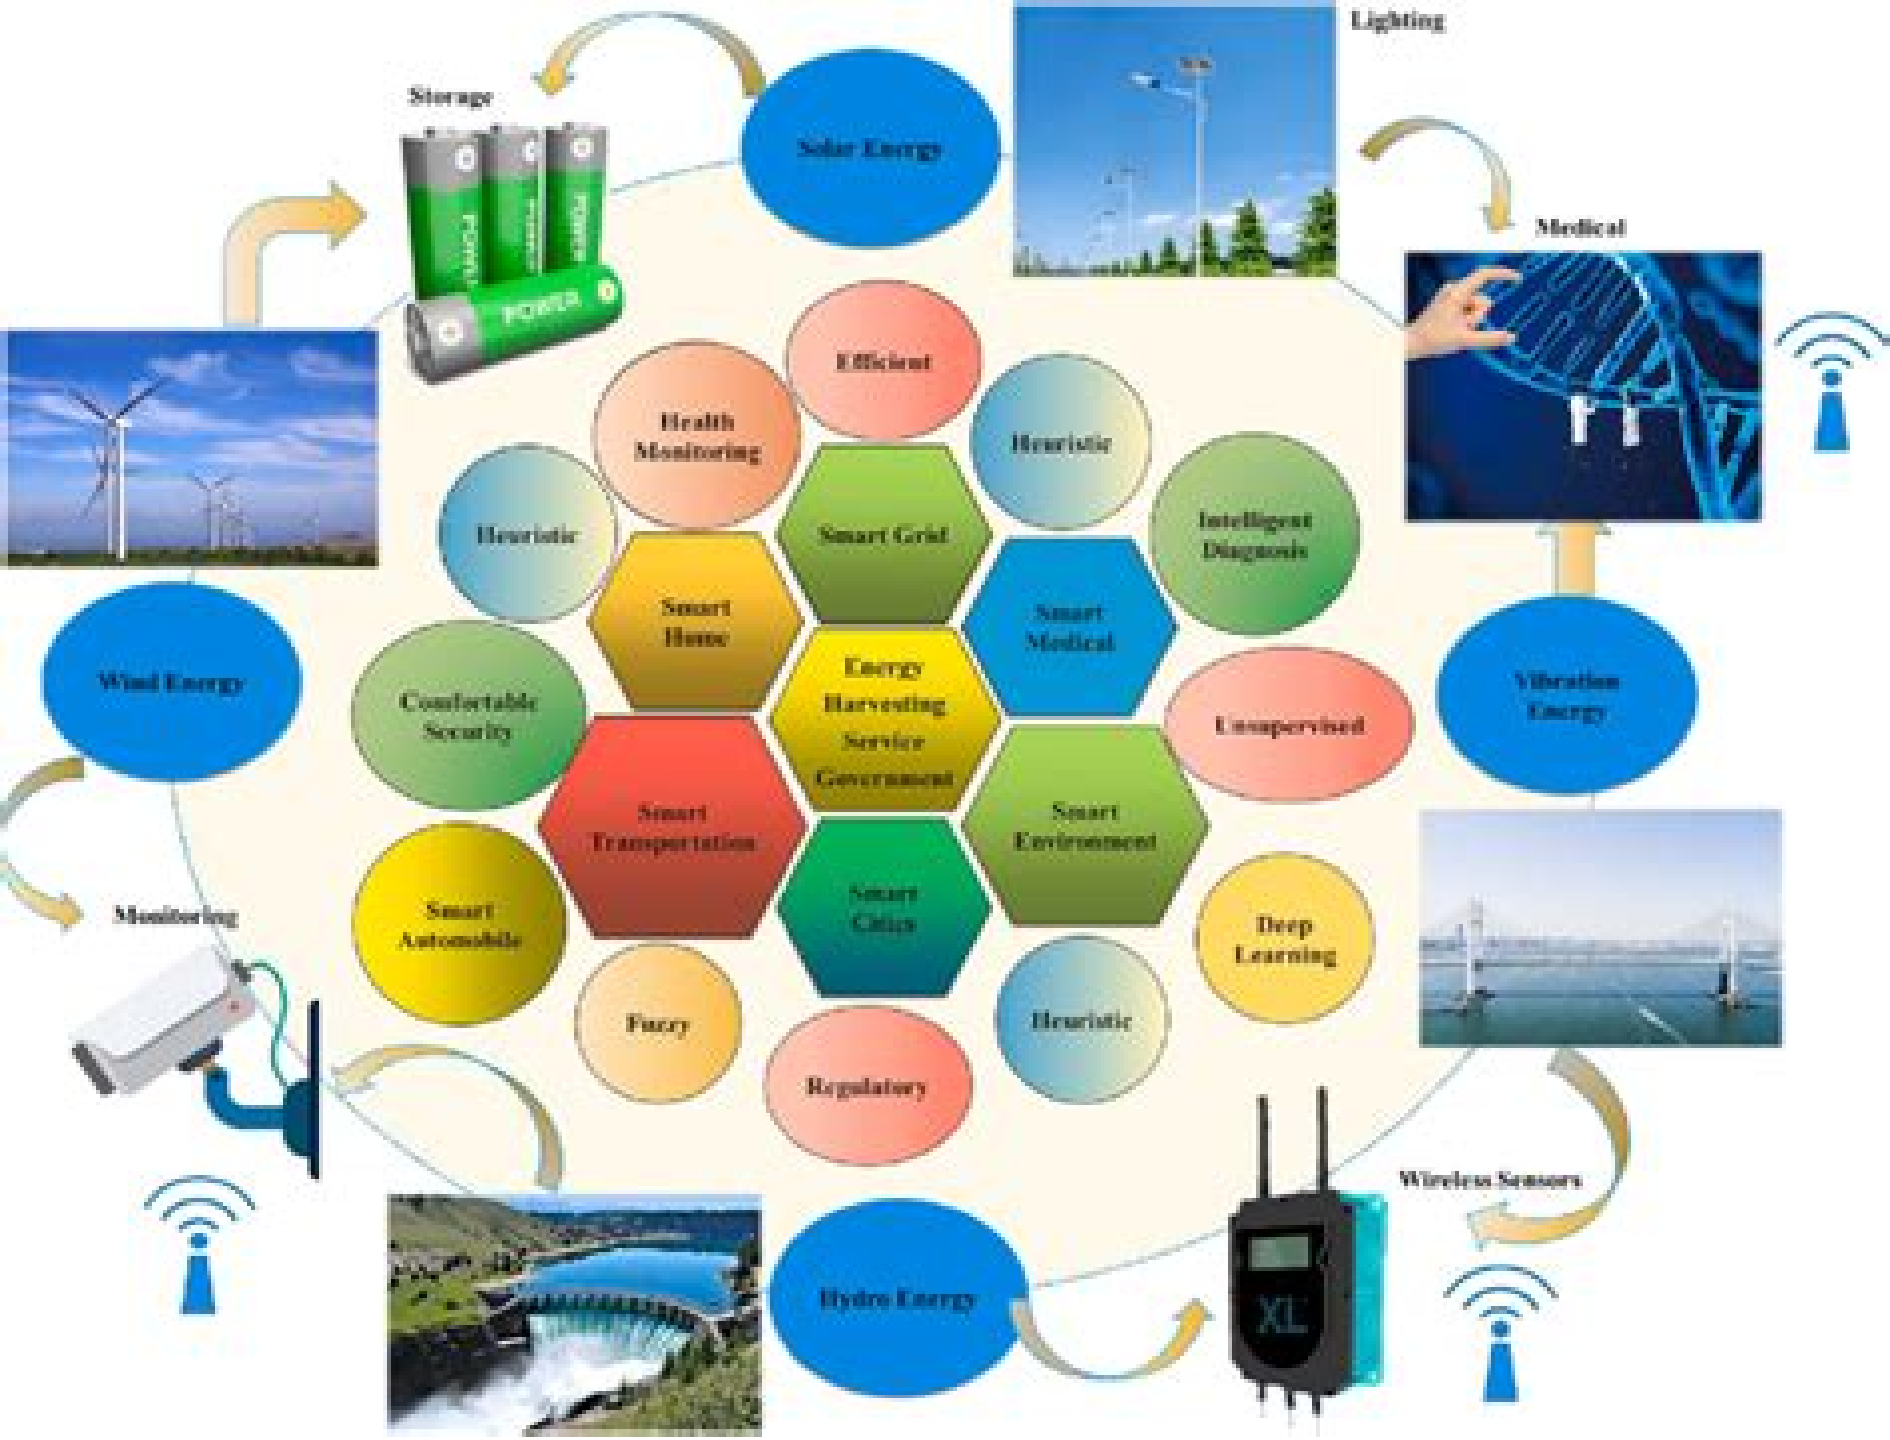 Lighting
Storage
Solar Energy
Medical
POWER
POWER
POWER
POWER
Efficient
Health
Monitoring
Heuristic
Heuristic
Intelligent
Diagnosis
Smart Grid
Smart
Home
Smart
Medical
Energy
Harvesting
Service
Government
Wind Energy
Comfortable
Security
Unsupervised
Vibration
Energy
Smart
Transportation
Smart
Environment
Smart
Cities
Monitoring
Smart
Automobile
Deep
Learning
Fuzzy
Heuristic
Regulatory
Wireless Sensors
Hydro Energy
XL